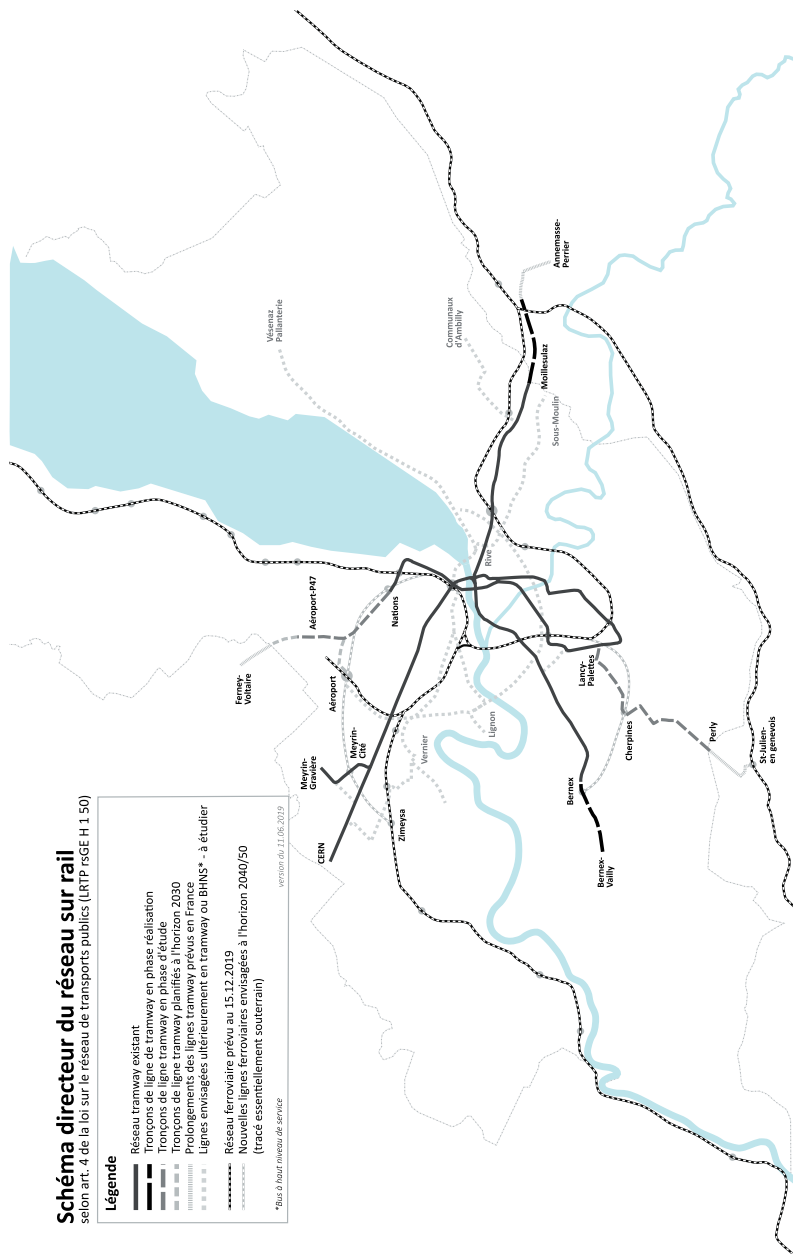 Schéma directeur du réseau sur rail
selon art. 4 de la loi sur le réseau de transports publics (LRTP rsGE H 1 50)
Légende
Réseau tramway existant
Tronçons de ligne de tramway en phase réalisation
Tronçons de ligne tramway en phase d'étude
Tronçons de ligne tramway planifiés à l'horizon 2030
Prolongements des lignes tramway prévus en France
Lignes envisagées ultérieurement en tramway ou BHNS* - à étudier
Réseau ferroviaire prévu au 15.12.2019
Nouvelles lignes ferroviaires envisagées à l'horizon 2040/50
(tracé essentiellement souterrain)
*Bus à haut niveau de service
version du 11.06.2019
Ferney-
Voltaire
Aéroport-P47
Vésenaz
Pallanterie
Meyrin-
Gravière
CERN
Aéroport
Meyrin-
Cité
Nations
Zimeysa
Vernier
Communaux
d'Ambilly
Annemasse-
Perrier
Moillesulaz
Sous-Moulin
Rive
Lignon
Bernex
Bernex-
Vailly
Lancy-
Palettes
Cherpines
Perly
St-Julien-
en genevois